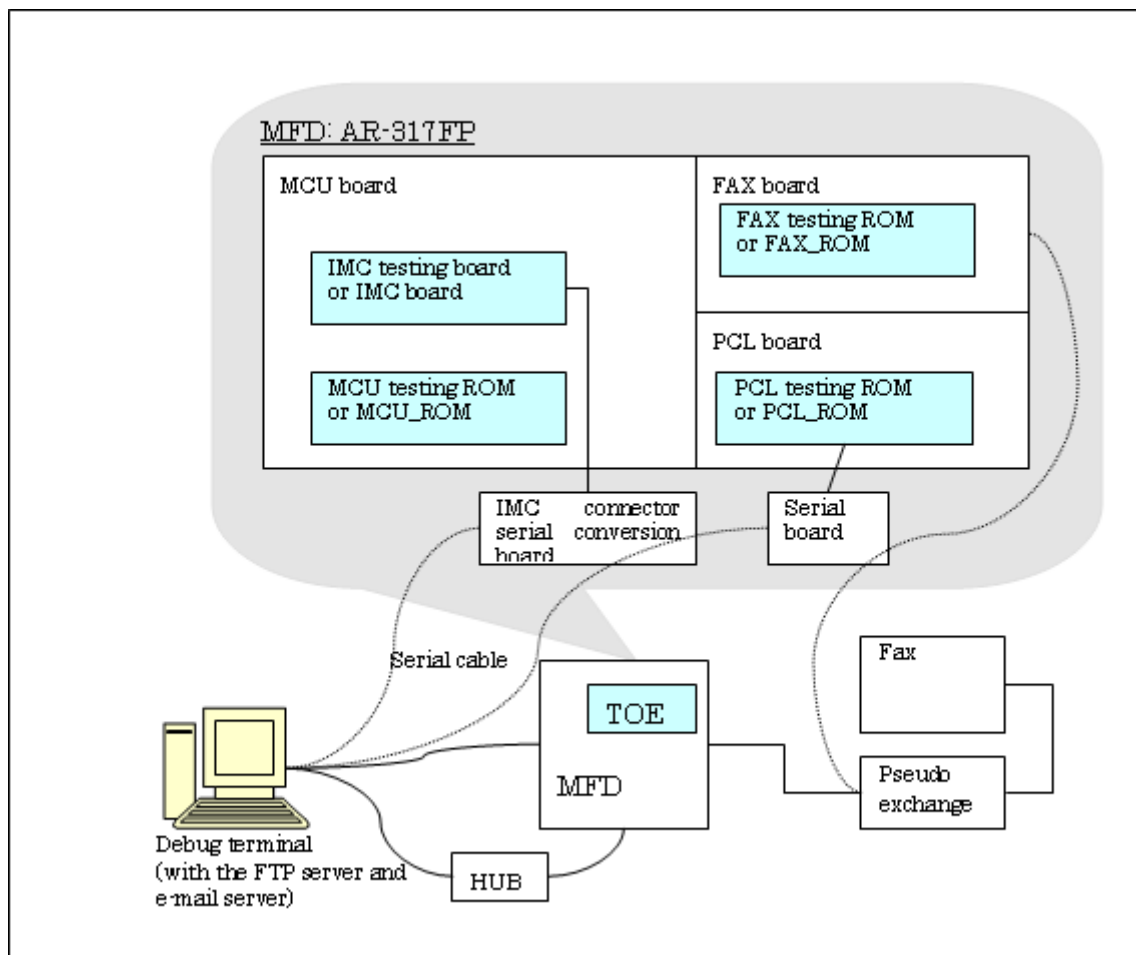 MFD: AR-317FP
MCU board
IMC testing board
or IMC board
MCU testing ROM
or MCU_ROM
FAX board
FAX testing ROM
or FAX_ROM
PCL board
PCL testing ROM
or PCL_ROM
IMC connector
serial conversion
board
Serial
board
Serial cable
TOE
MFD
Fax
Pseudo
exchange
HUB
Debug terminal
(with the FTP server and
e-mail server)